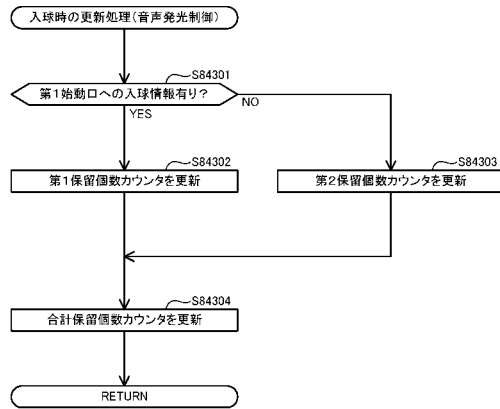 入球時の更新処理(音声発光制御)
S84301
第1始動口への入球情報有り?
YES
NO
S84302
第1保留個数カウンタを更新
S84303
第2保留個数カウンタを更新
S84304
合計保留個数カウンタを更新
RETURN